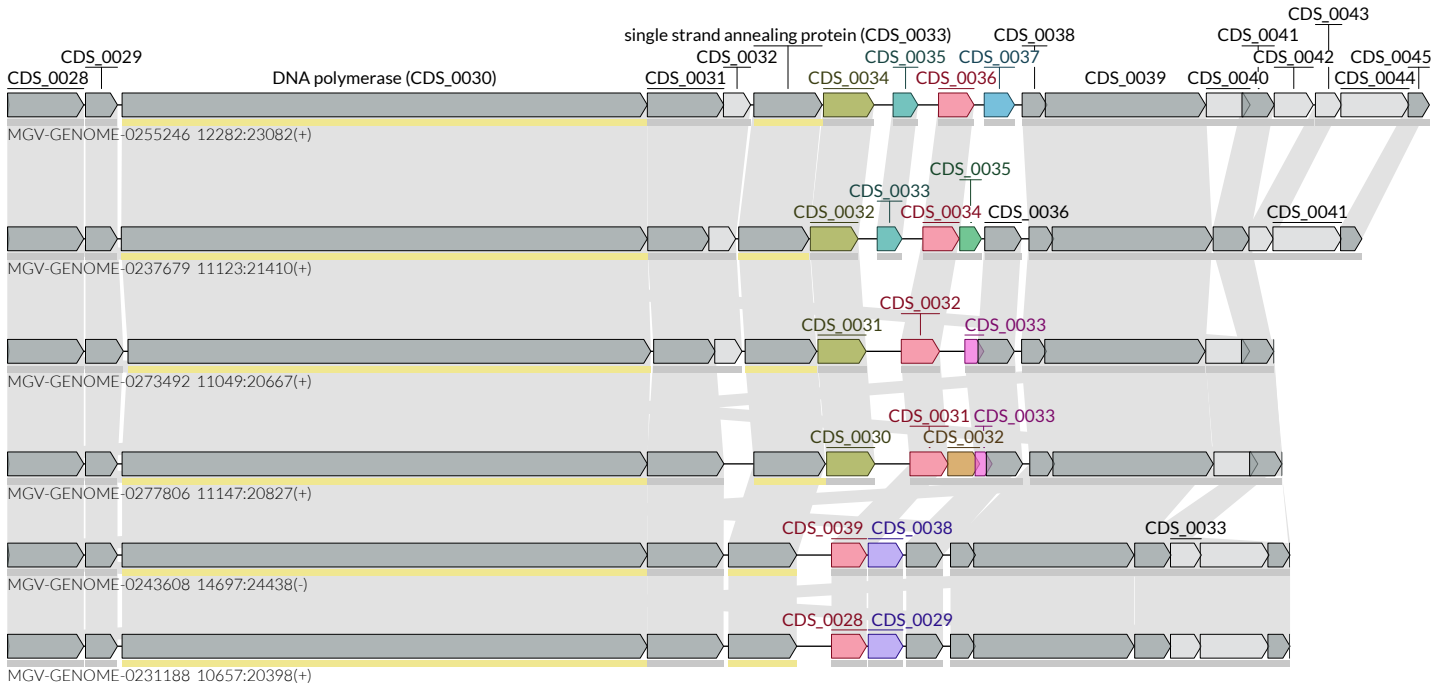 CDS_0043
single strand annealing protein (CDS_0033) CDS_0038 CDS_0041
CDS_0029 CDS_0032 CDS_0035 CDS_0037 CDS_0042 CDS_0045
CDS_0028 DNA polymerase (CDS_0030) CDS_0031 CDS_0034 CDS_0036 CDS_0039 CDS_0040 CDS_0044
MGV-GENOME-0255246 12282:23082(+)
CDS_0035
CDS_0033
CDS_0032 CDS_0034 CDS_0036 CDS_0041
MGV-GENOME-0237679 11123:21410(+)
CDS_0032
CDS_0031 CDS_0033
MGV-GENOME-0273492 11049:20667(+)
CDS_0031 CDS_0033
CDS_0030 CDS_0032
MGV-GENOME-0277806 11147:20827(+)
CDS_0039 CDS_0038 CDS_0033
MGV-GENOME-0243608 14697:24438(-)
CDS_0028 CDS_0029
MGV-GENOME-0231188 10657:20398(+)